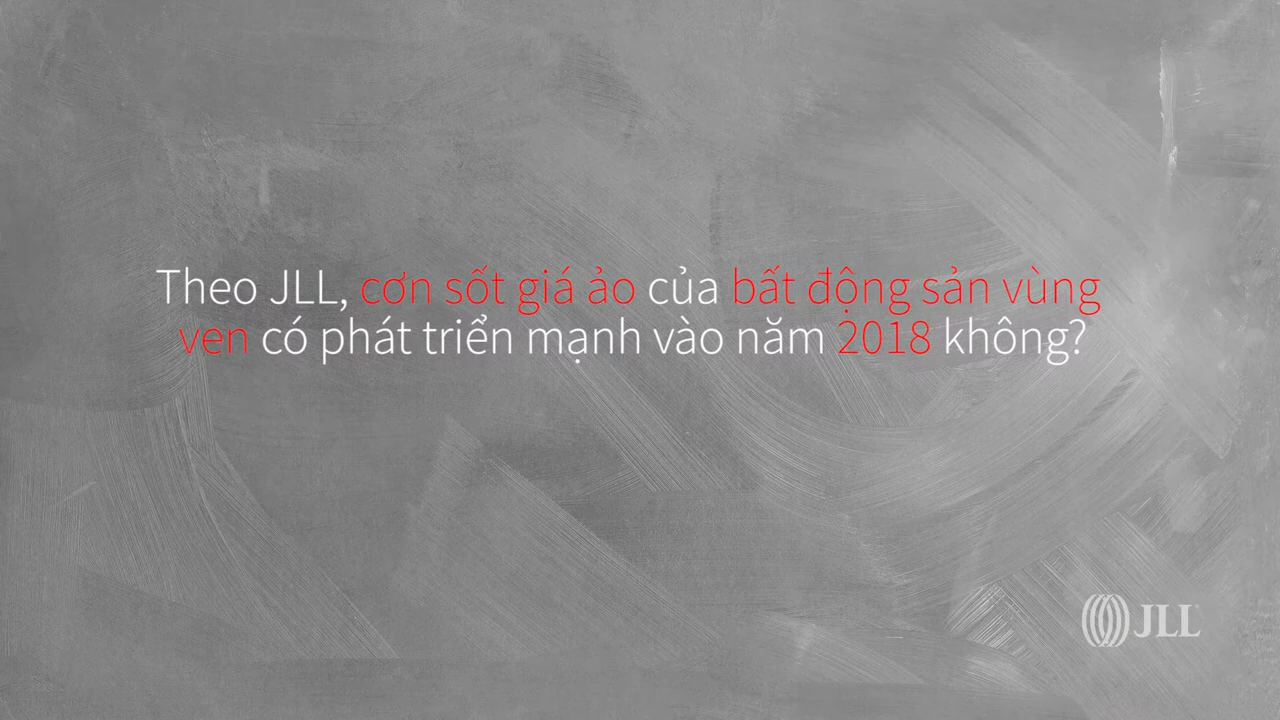 Theo JLL, cơn sốt giá ảo của bất động sản vùng
ven có phát triển mạnh vào năm 2018 không?
JLL